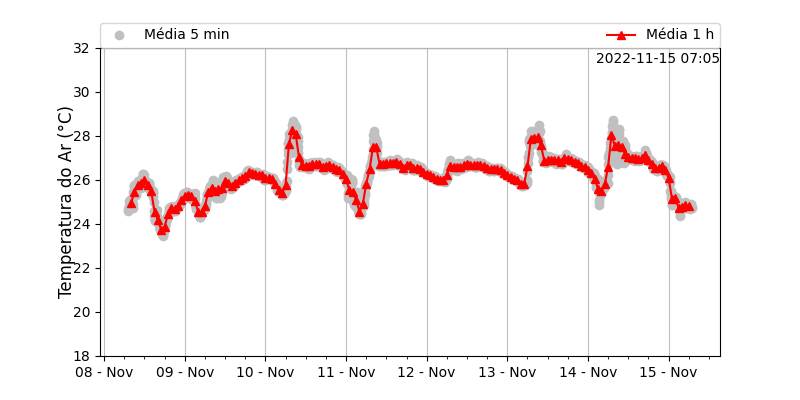 Média 5 min
Média 1 h
2022-11-15 07:05
Temperatura do Ar (°C)
32
30
28
26
24
22
20
18
08 - Nov
09 - Nov
10 - Nov
11 - Nov
12 - Nov
13 - Nov
14 - Nov
15 - Nov